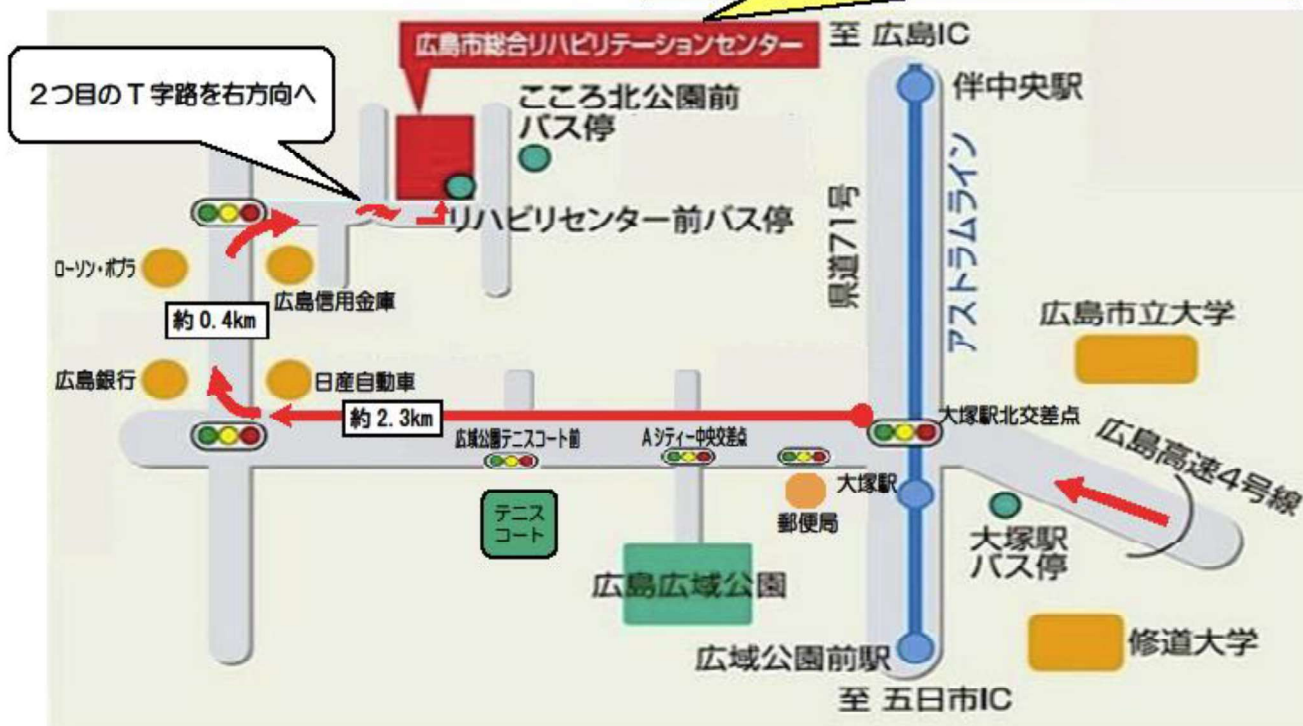 広島市総合リハビリテーションセンター
至 広島IC
2つ目のT字路を右方向へ
こころ北公園前
バス停
伴中央駅
リハビリセンター前バス停
県道71号
アストラムライン
ローソン・ポプラ
広島信用金庫
約0.4km
広島市立大学
広島銀行
日産自動車
約2.3km
広域公園テニスコート前
Aシティー中央交差点
大塚駅北交差点
広島高速4号線
大塚駅
郵便局
テニス
コート
大塚駅
バス停
広島広域公園
広域公園前駅
修道大学
至 五日市IC